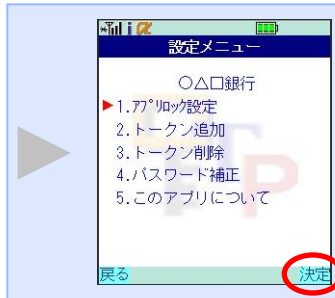 設定メニュー
○△□銀行
1.アプリロック設定
2.トークン追加
3.トークン削除
4.パスワード補正
5.このアプリについて
戻る 決定